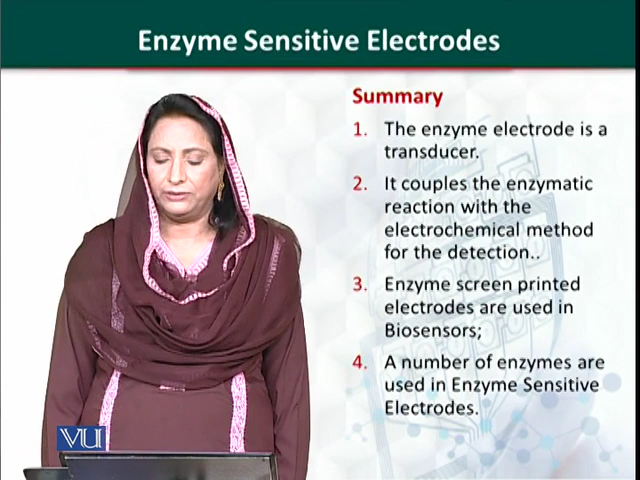 Enzyme Sensitive Electrodes
Summary
1. The enzyme electrode is a
transducer.
2. It couples the enzymatic
reaction with the
electrochemical method
for the detection..
3. Enzyme screen printed
electrodes are used in
Biosensors;
4. A number of enzymes are
used in Enzyme Sensitive
Electrodes.
VU